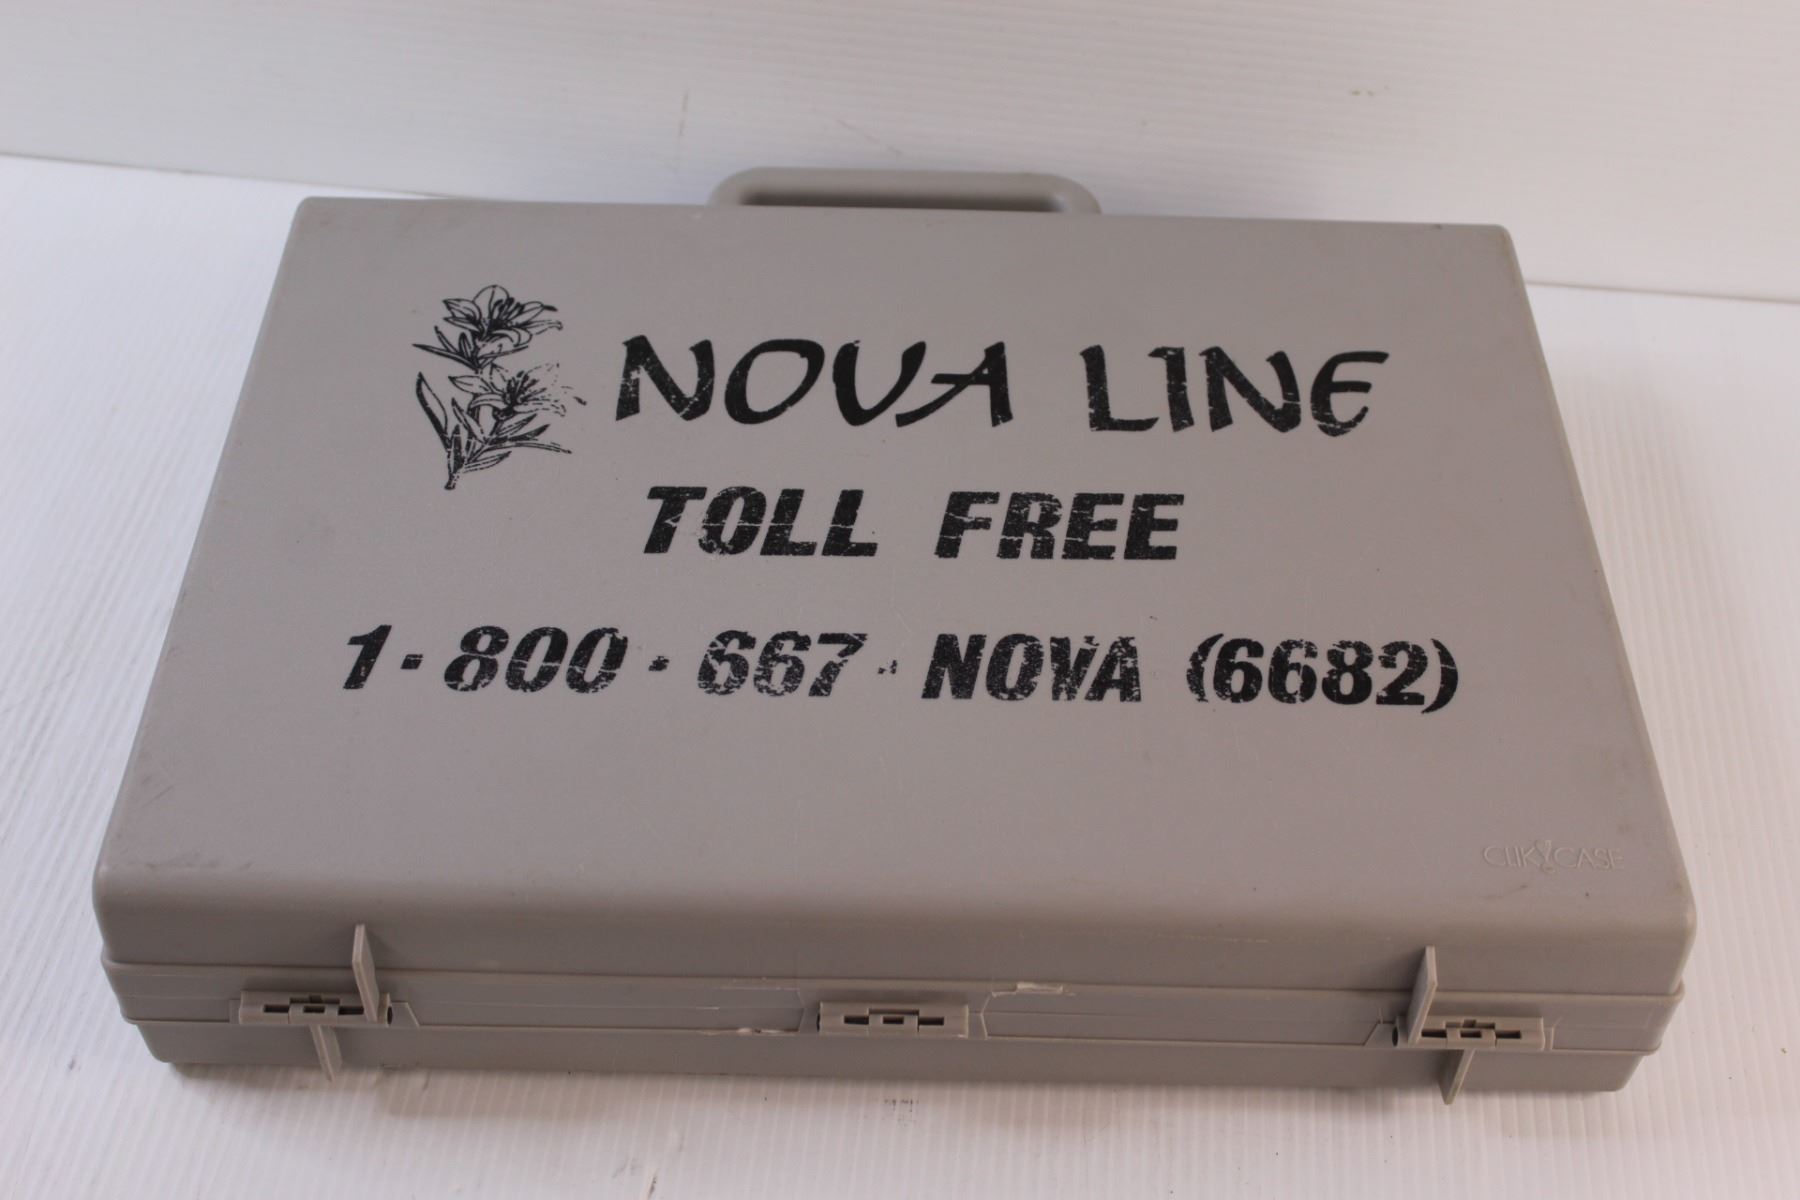 NOVA LINE
TOLL FREE
1-800-667-NOVA (6682)
CLIK CASE